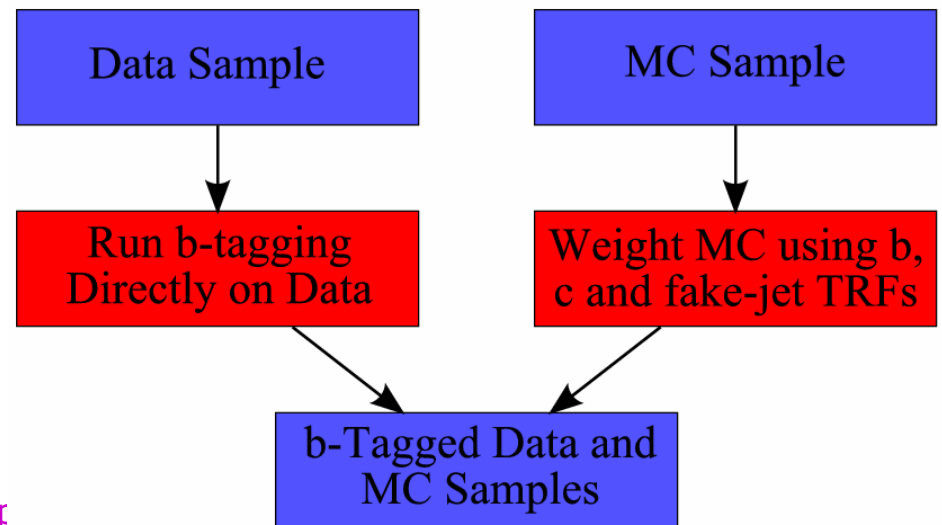 Data Sample
MC Sample
Run b-tagging
Directly on Data
Weight MC using b,
c and fake-jet TRFs
b-Tagged Data and
MC Samples